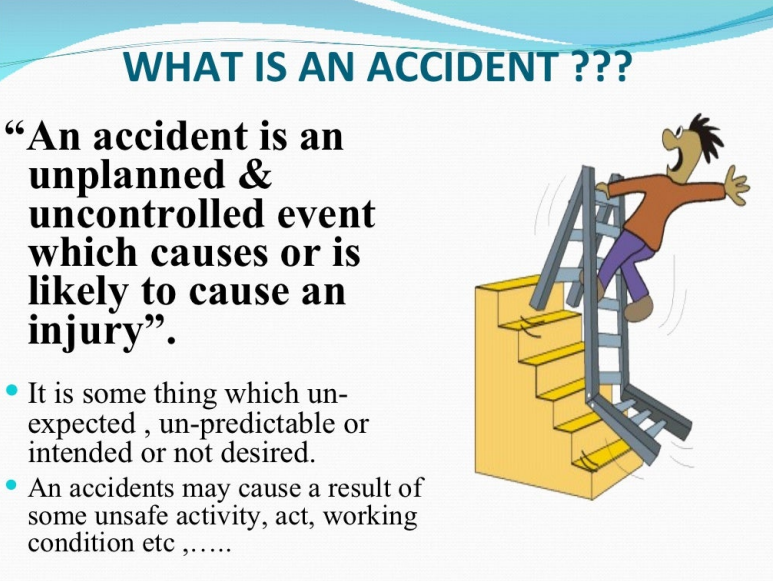 WHAT IS AN ACCIDENT ???
“An accident is an
unplanned &
uncontrolled event
which causes or is
likely to cause an
injury”.
It is some thing which un-
expected , un-predictable or
intended or not desired.
An accidents may cause a result of
some unsafe activity, act, working
condition etc ,…..